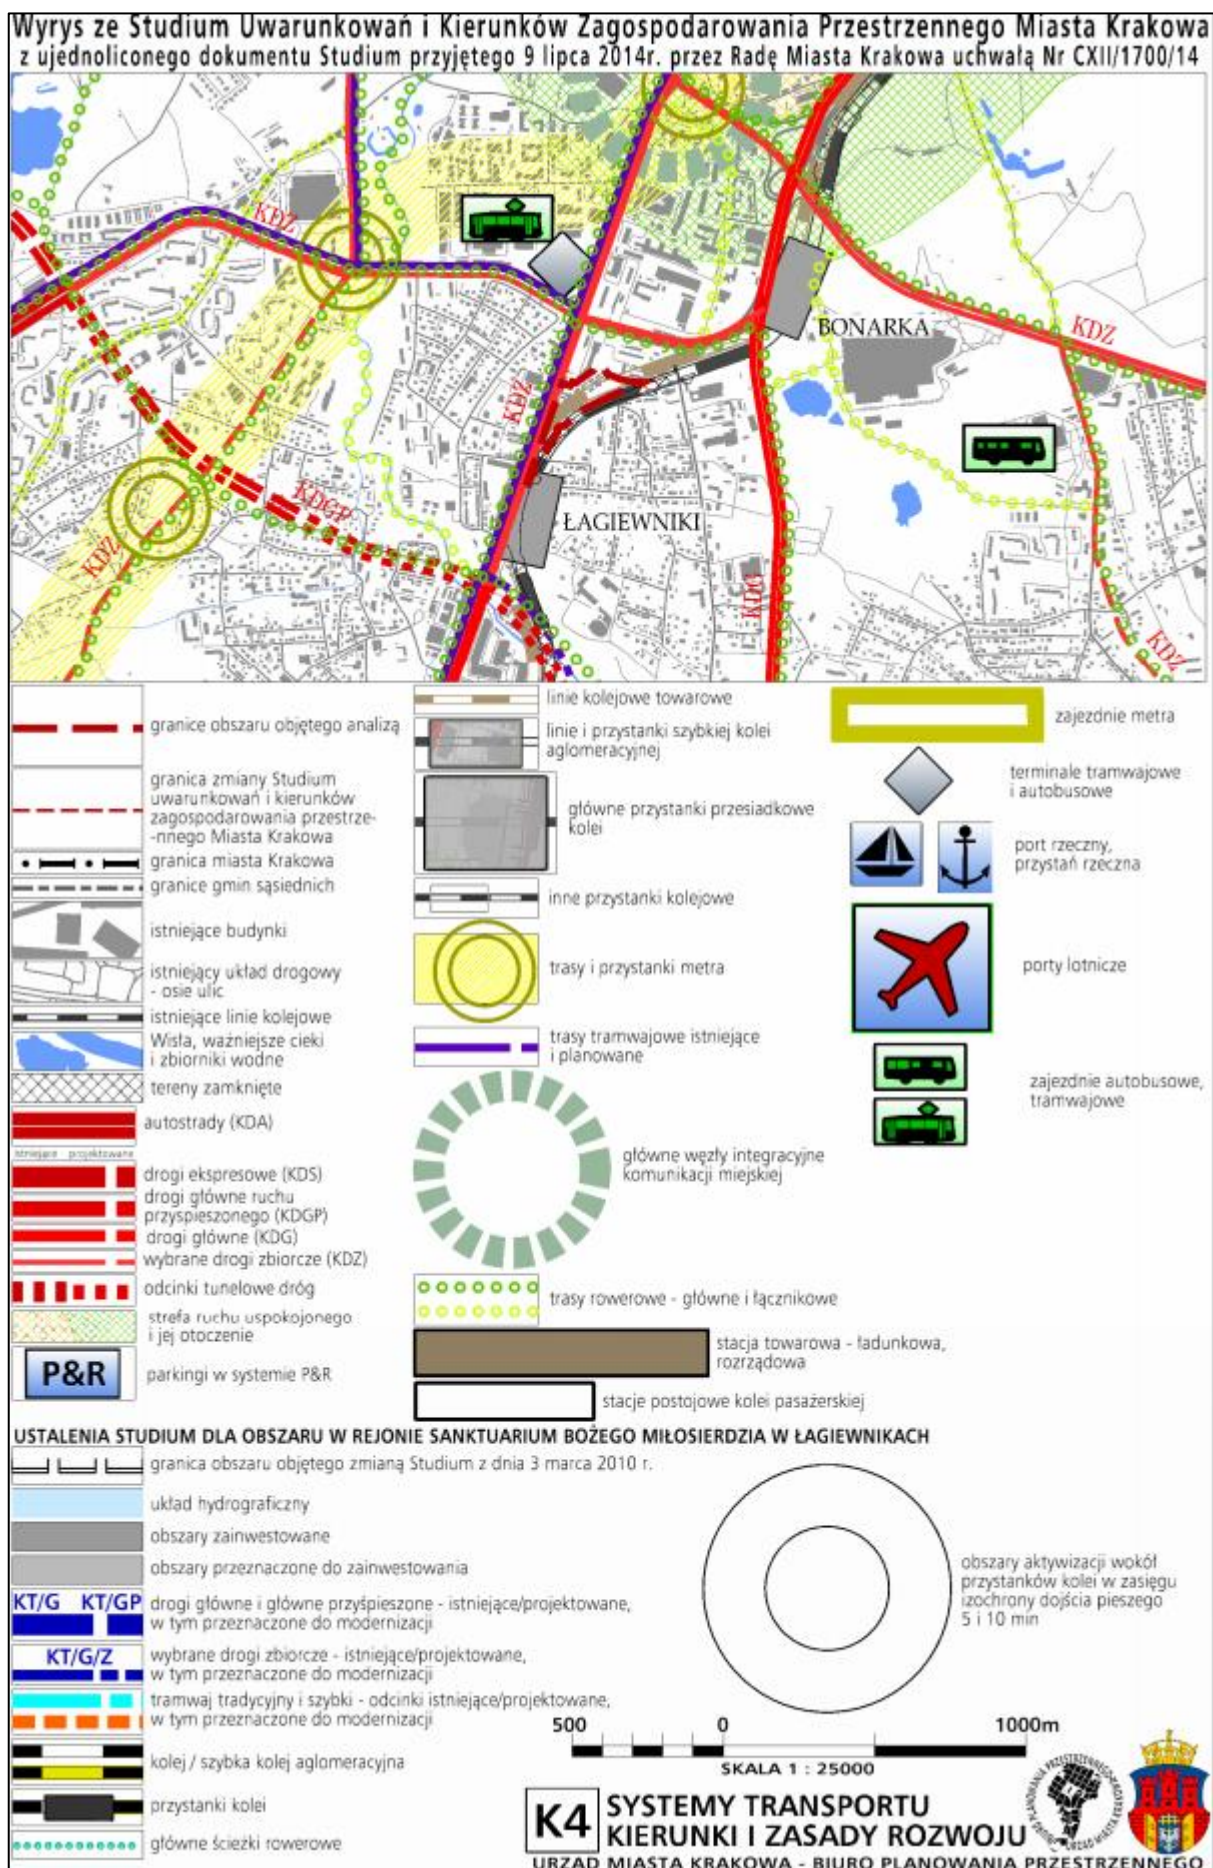 Wyrys ze Studium Uwarunkowań i Kierunków Zagospodarowania Przestrzennego Miasta Krakowa
z ujednoliconego dokumentu Studium przyjętego 9 lipca 2014r. przez Radę Miasta Krakowa uchwałą Nr CXII/1700/14
KDZ
BONARKA
KDZ
KDZ
KDGP
ŁAGIEWNIKI
KDZ
KDG
KDZ
granice obszaru objętego analizą
granica zmiany Studium
uwarunkowań i kierunków
zagospodarowania przestrze-
-nnego Miasta Krakowa
granica miasta Krakowa
granice gmin sąsiednich
istniejące budynki
istniejący układ drogowy
- osie ulic
istniejące linie kolejowe
Wisła, ważniejsze cieki
i zbiorniki wodne
tereny zamknięte
autostrady (KDA)
istniejące projektowane
drogi ekspresowe (KDS)
drogi główne ruchu
przyspieszonego (KDGP)
drogi główne (KDG)
wybrane drogi zbiorcze (KDZ)
odcinki tunelowe dróg
strefa ruchu uspokojonego
i jej otoczenie
P&R parkingi w systemie P&R
linie kolejowe towarowe
linie i przystanki szybkiej kolei
aglomeracyjnej
główne przystanki przesiadkowe
kolei
inne przystanki kolejowe
trasy i przystanki metra
trasy tramwajowe istniejące
i planowane
główne węzły integracyjne
komunikacji miejskiej
trasy rowerowe - główne i łącznikowe
stacja towarowa - ładunkowa,
rozrządowa
stacje postojowe kolei pasażerskiej
zajezdnie metra
terminale tramwajowe
i autobusowe
port rzeczny,
przystań rzeczna
porty lotnicze
zajezdnie autobusowe,
tramwajowe
USTALENIA STUDIUM DLA OBSZARU W REJONIE SANKTUARIUM BOŻEGO MIŁOSIERDZIA W ŁAGIEWNIKACH
granica obszaru objętego zmianą Studium z dnia 3 marca 2010 r.
układ hydrograficzny
obszary zainwestowane
obszary przeznaczone do zainwestowania
KT/G KT/GP drogi główne i główne przyśpieszone - istniejące/projektowane,
w tym przeznaczone do modernizacji
KT/G/Z wybrane drogi zbiorcze - istniejące/projektowane,
w tym przeznaczone do modernizacji
tramwaj tradycyjny i szybki - odcinki istniejące/projektowane,
w tym przeznaczone do modernizacji
kolej / szybka kolej aglomeracyjna
przystanki kolei
główne ścieżki rowerowe
obszary aktywizacji wokół
przystanków kolei w zasięgu
izochrony dojścia pieszego
5 i 10 min
500 0 1000m
SKALA 1 : 25000
K4 SYSTEMY TRANSPORTU
KIERUNKI I ZASADY ROZWOJU
URZĄD MIASTA KRAKOWA - BIURO PLANOWANIA PRZESTRZENNEGO